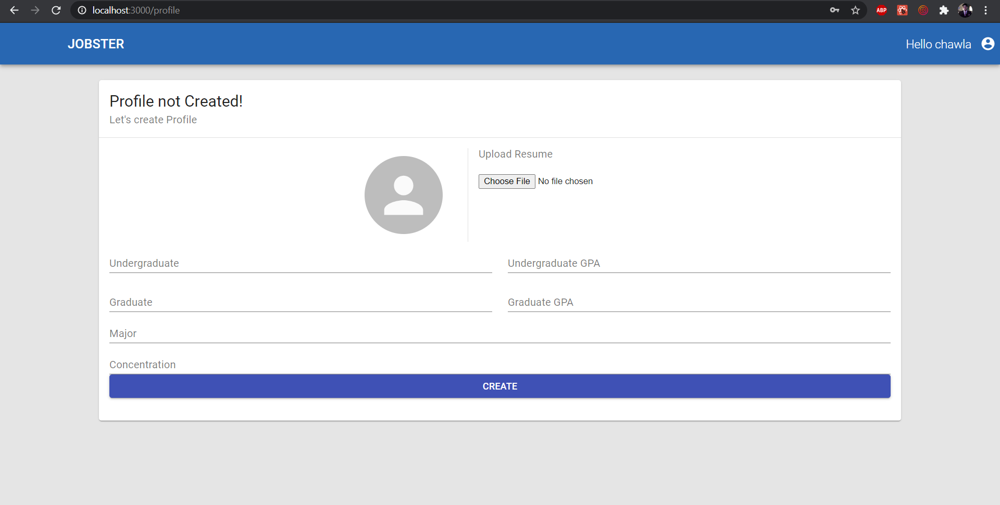 localhost:3000/profile
ABP
JOBSTER
Hello chawla
Profile not Created!
Let's create Profile
Upload Resume
Choose File No file chosen
Undergraduate
Undergraduate GPA
Graduate
Graduate GPA
Major
Concentration
CREATE